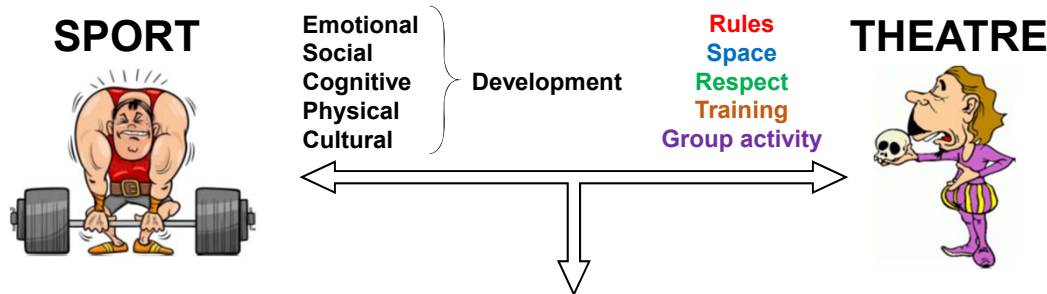 SPORT
Emotional
Social
Cognitive
Physical
Cultural
Development
Rules
Space
Respect
Training
Group activity
THEATRE